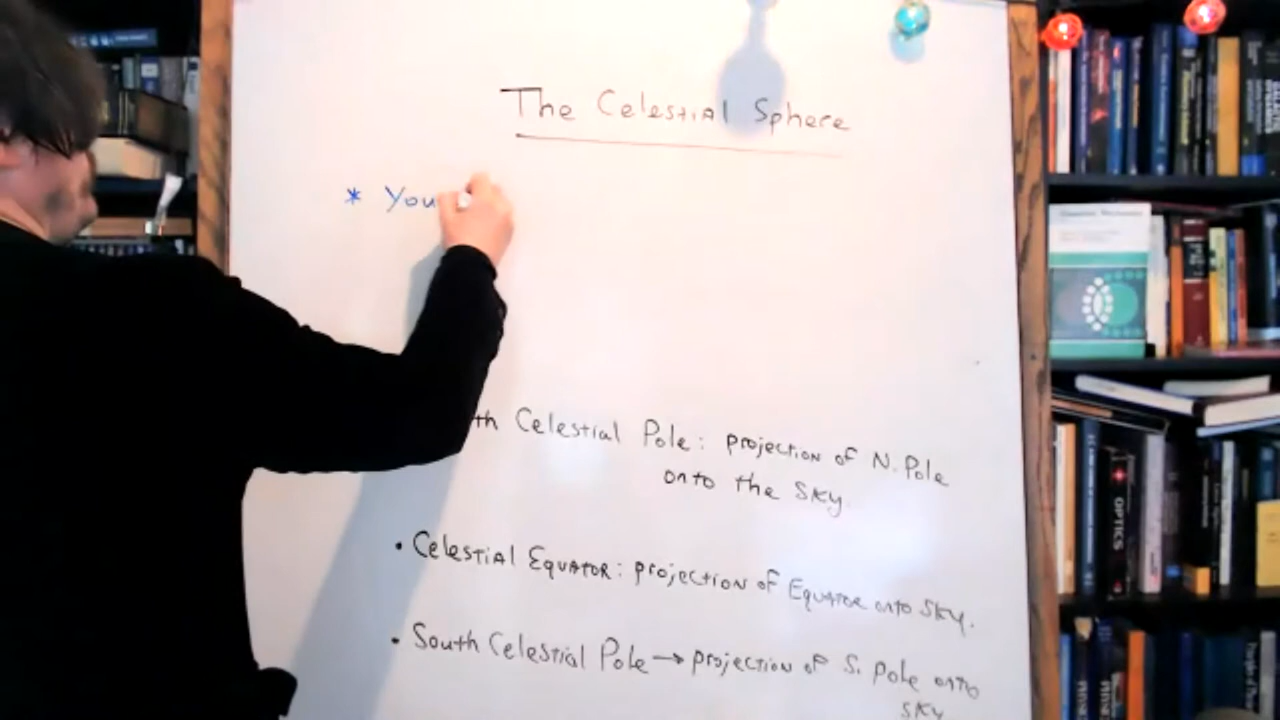 The Celestial Sphere
* You
th Celestial Pole: projection of N. Pole
onto the sky.
• Celestial Equator: projection of Equator onto sky.
• South Celestial Pole → projection of S. pole onto
sky
OPTICS